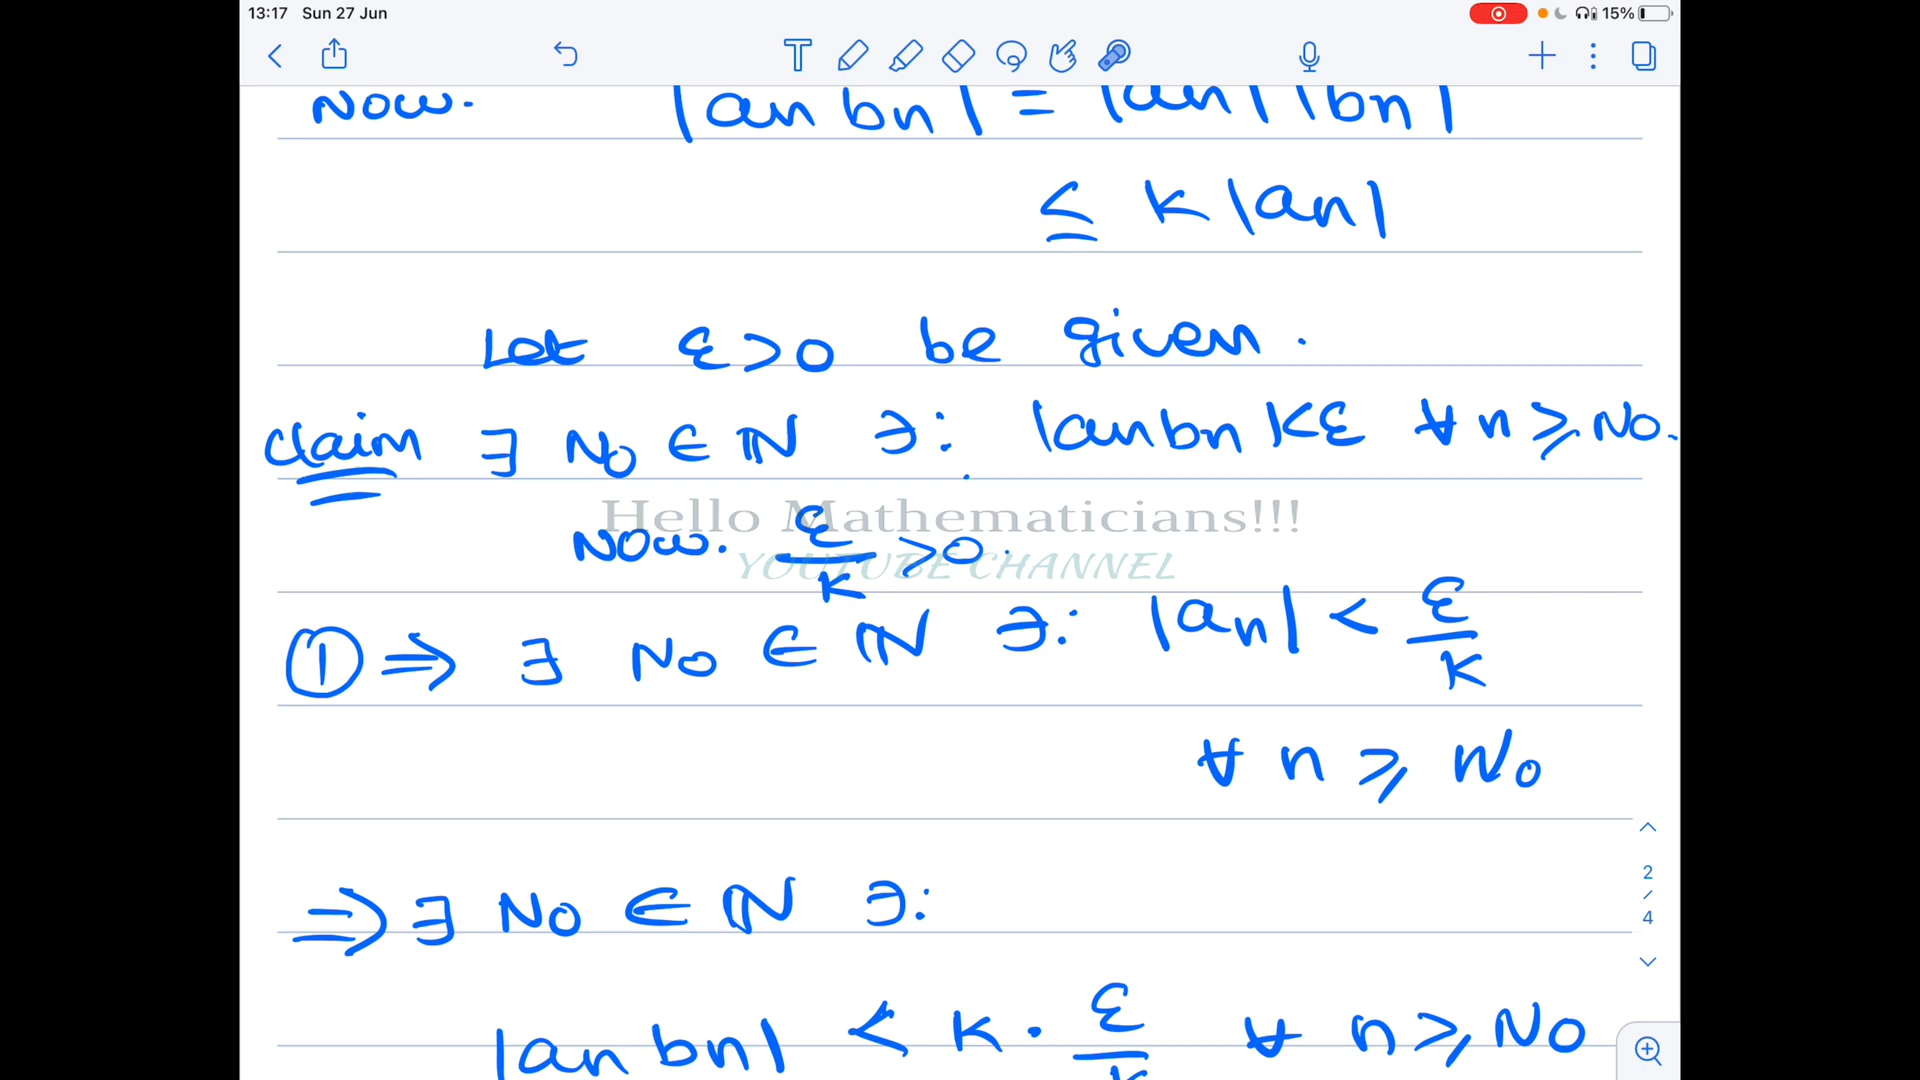 13:17 Sun 27 Jun
15%
Now. |an bn| = |an| |bn|
≤ k |an|
Let ε>0 be given.
Claim ∃ N₀ ∈ ℕ ∋: |an bn|<ε ∀ n ≥ N₀.
Hello Mathematicians!!!
Now. ε/k >0.
YOUTUBE CHANNEL
① ⇒ ∃ N₀ ∈ ℕ ∋: |an| < ε/k
∀ n ≥ N₀
⇒ ∃ N₀ ∈ ℕ ∋:
|an bn| < k · ε/k ∀ n ≥ N₀
2 / 4